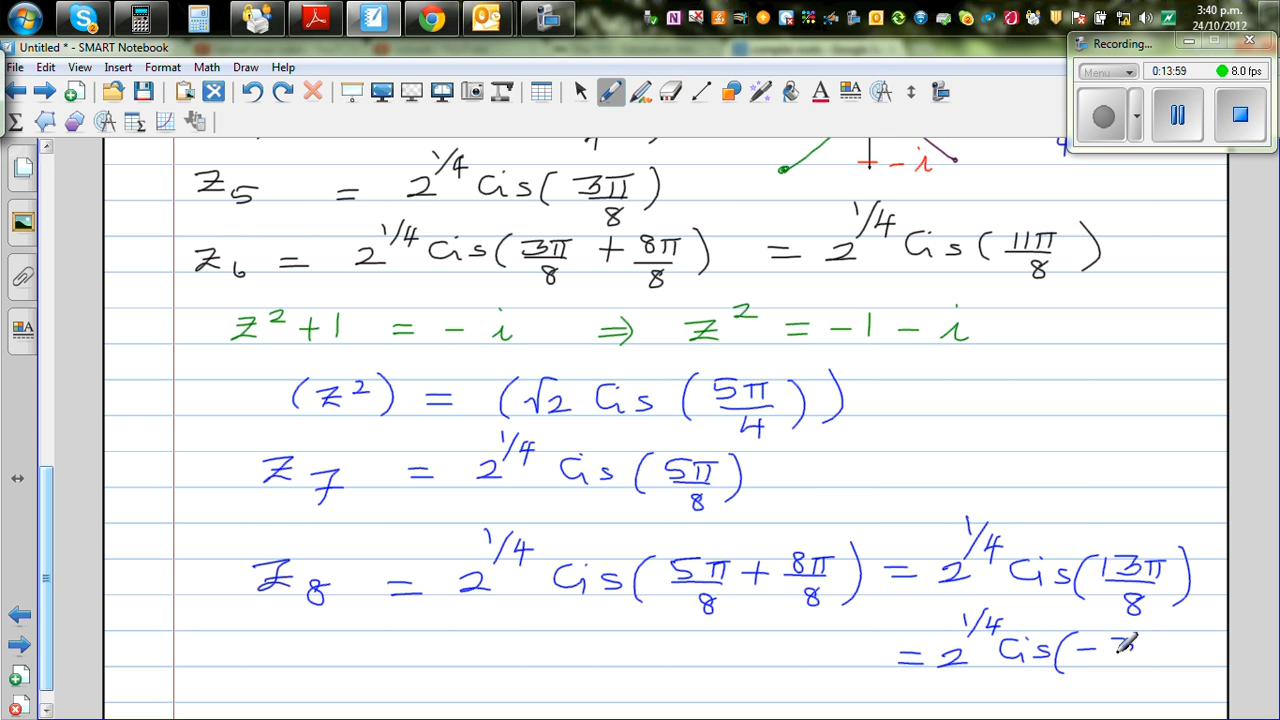 3:40 p.m.
24/10/2012
Untitled * - SMART Notebook
File Edit View Insert Format Math Draw Help
Recording...
Menu
0:13:59
8.0 fps
+ - i
z₅ = 2^1/4 Cis(3π/8)
z₆ = 2^1/4 Cis(3π/8 + 8π/8) = 2^1/4 Cis(11π/8)
z² + 1 = - i ⇒ z² = -1 - i
(z²) = (√2 Cis(5π/4))
z₇ = 2^1/4 Cis(5π/8)
z₈ = 2^1/4 Cis(5π/8 + 8π/8) = 2^1/4 Cis(13π/8)
= 2^1/4 Cis(-